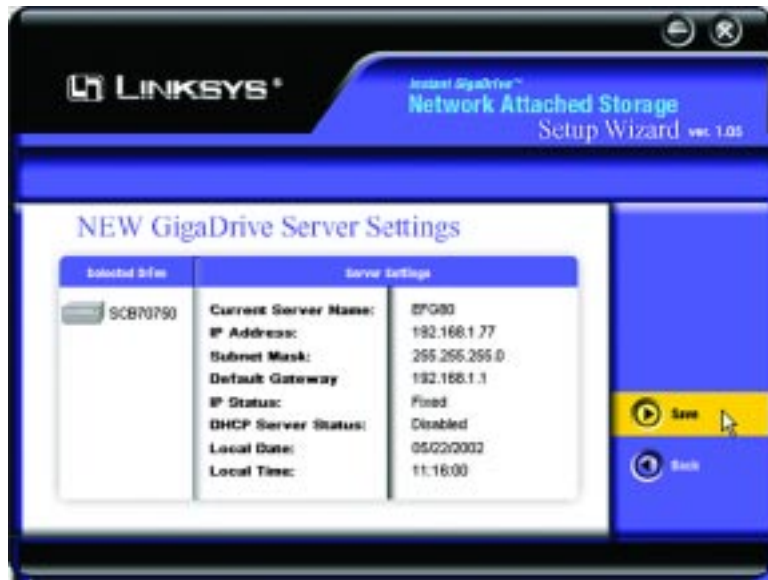 LINKSYS®
Instant GigaDrive™
Network Attached Storage
Setup Wizard ver. 1.05
NEW GigaDrive Server Settings
Selected Drive
Server Settings
SCB70750
Current Server Name: EFG80
IP Address: 192.168.1.77
Subnet Mask: 255.255.255.0
Default Gateway 192.168.1.1
IP Status: Fixed
DHCP Server Status: Disabled
Local Date: 05/22/2002
Local Time: 11:16:00
Save
Back